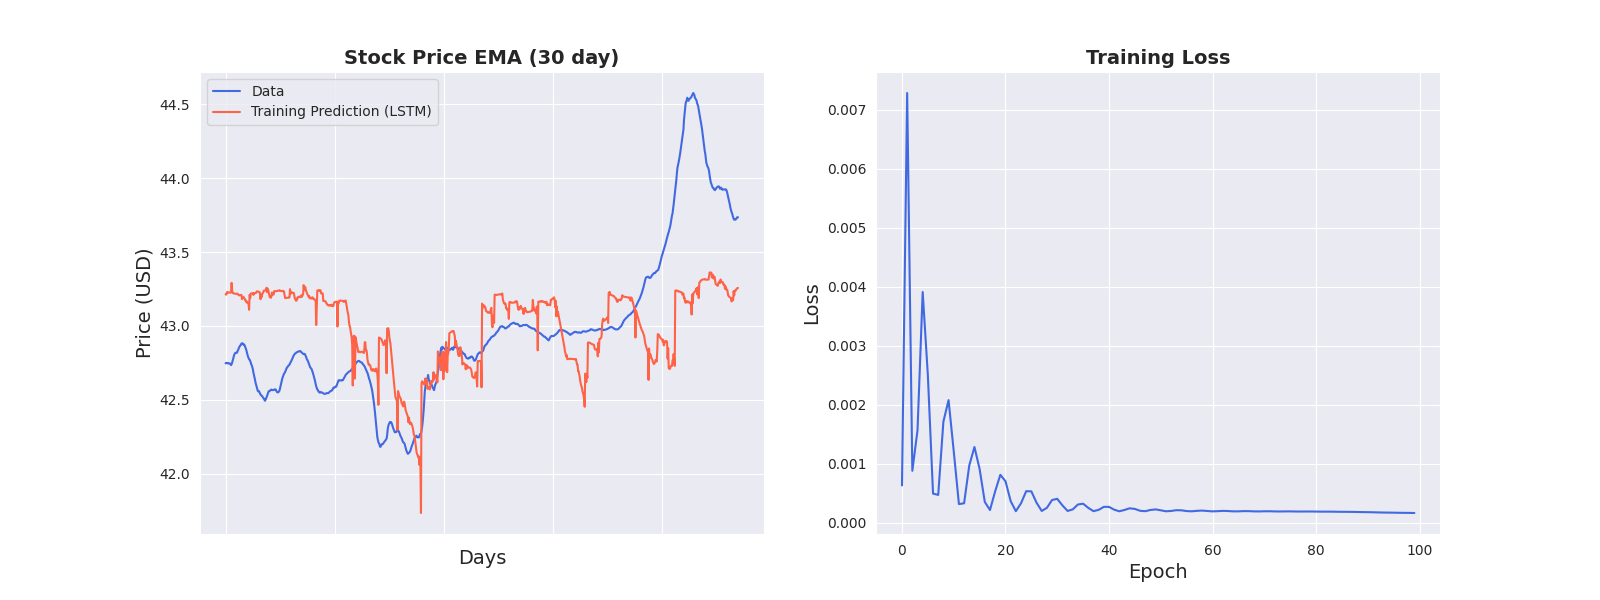 Stock Price EMA (30 day)
Data
Training Prediction (LSTM)
44.5
44.0
43.5
43.0
42.5
42.0
Price (USD)
Days
Training Loss
0.007
0.006
0.005
0.004
0.003
0.002
0.001
0.000
Loss
0 20 40 60 80 100
Epoch